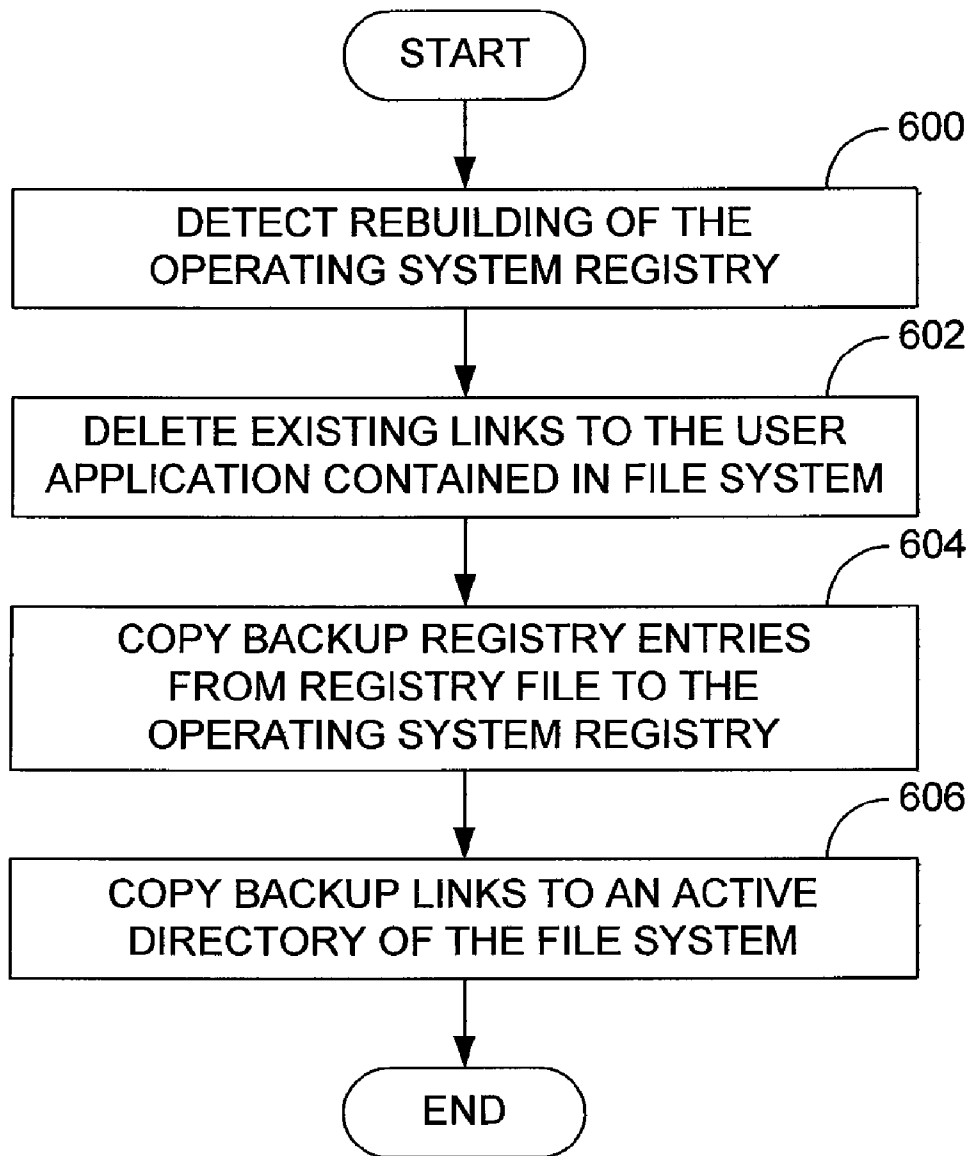 START
600
DETECT REBUILDING OF THE
OPERATING SYSTEM REGISTRY
602
DELETE EXISTING LINKS TO THE USER
APPLICATION CONTAINED IN FILE SYSTEM
604
COPY BACKUP REGISTRY ENTRIES
FROM REGISTRY FILE TO THE
OPERATING SYSTEM REGISTRY
606
COPY BACKUP LINKS TO AN ACTIVE
DIRECTORY OF THE FILE SYSTEM
END